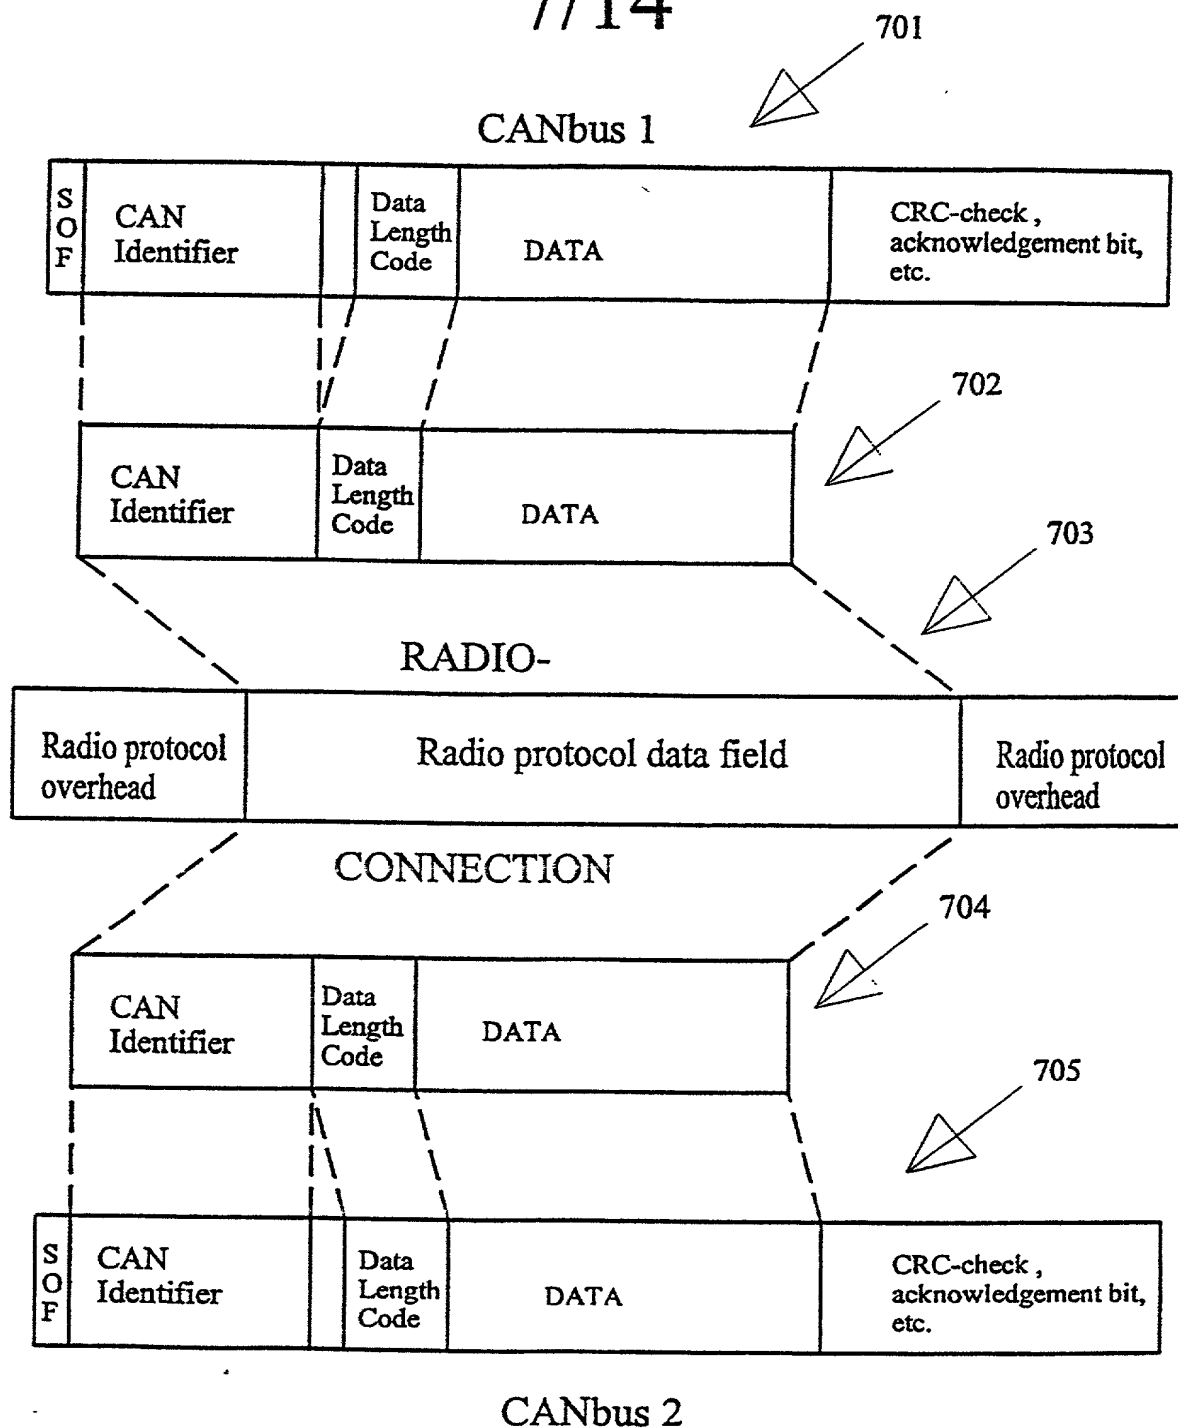 7/14
701
CANbus 1
SOF
CAN
Identifier
Data
Length
Code
DATA
CRC-check ,
acknowledgement bit,
etc.
702
CAN
Identifier
Data
Length
Code
DATA
703
RADIO-
Radio protocol
overhead
Radio protocol data field
Radio protocol
overhead
CONNECTION
704
CAN
Identifier
Data
Length
Code
DATA
705
SOF
CAN
Identifier
Data
Length
Code
DATA
CRC-check ,
acknowledgement bit,
etc.
CANbus 2